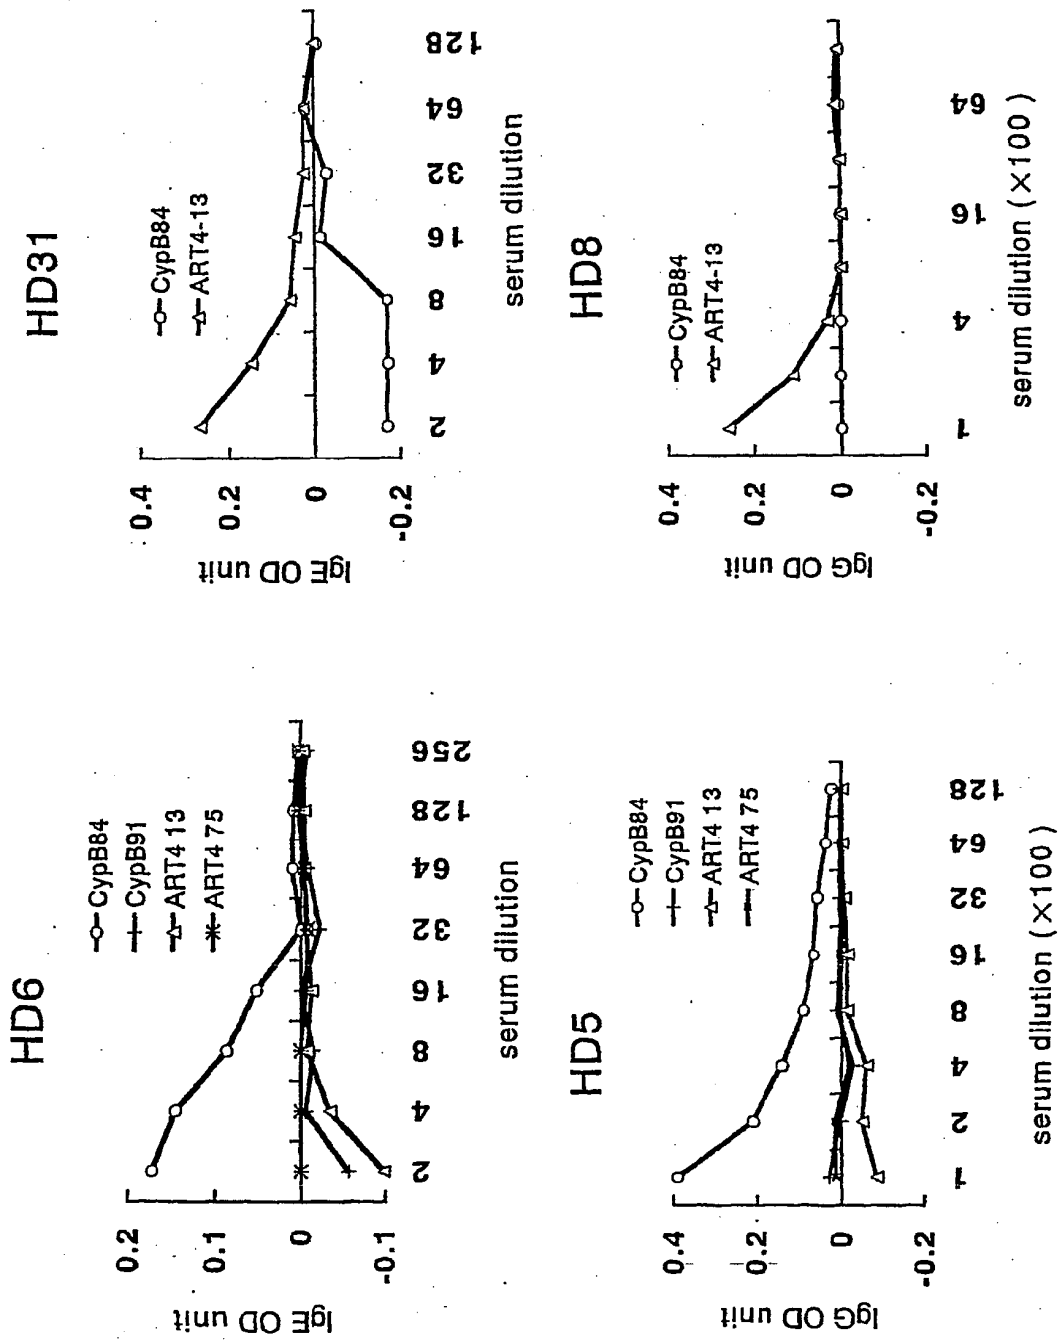 HD6
CypB84
CypB91
ART4 13
ART4 75
0.2
0.1
0
-0.1
IgE OD unit
2
4
8
16
32
64
128
256
serum dilution
HD31
CypB84
ART4-13
0.4
0.2
0
-0.2
IgE OD unit
2
4
8
16
32
64
128
serum dilution
HD5
CypB84
CypB91
ART4 13
ART4 75
0.4
0.2
0
-0.2
IgG OD unit
1
2
4
8
16
32
64
128
serum dilution (×100)
HD8
CypB84
ART4-13
0.4
0.2
0
-0.2
IgG OD unit
1
4
16
64
serum dilution (×100)